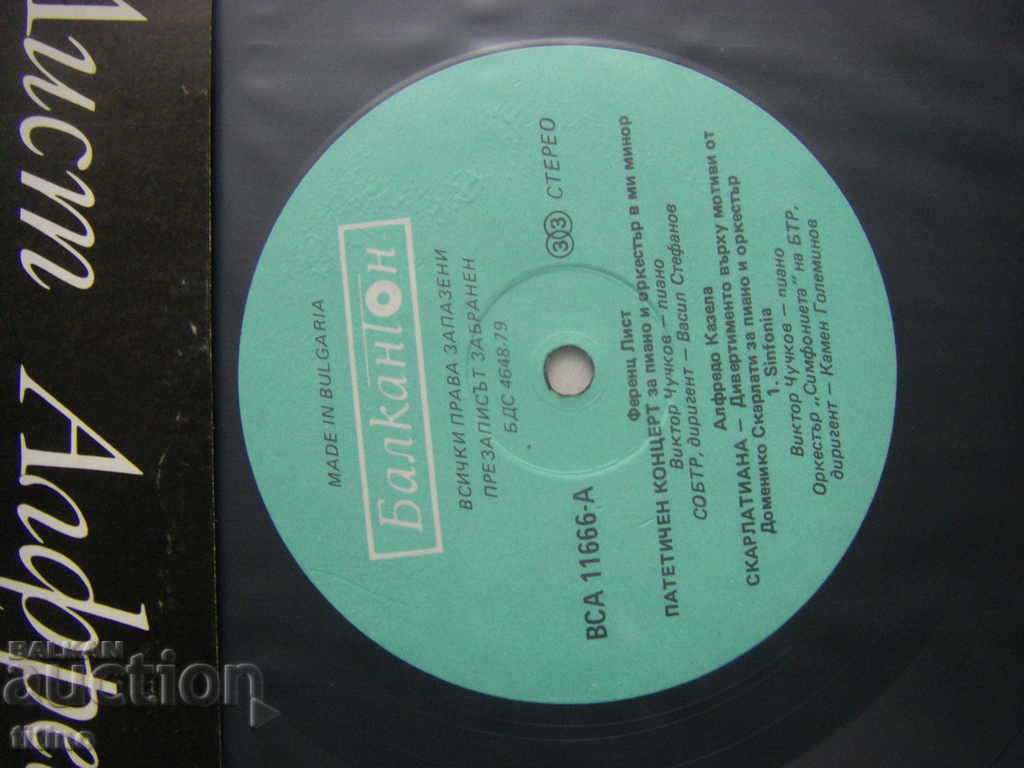 Лист Алфре
MADE IN BULGARIA
Балкантон
ВСИЧКИ ПРАВА ЗАПАЗЕНИ
ПРЕЗАПИСЪТ ЗАБРАНЕН
БДС 4648-79
33 СТЕРЕО
ВСА 11666-А
Ференц Лист
ПАТЕТИЧЕН КОНЦЕРТ за пиано и оркестър в ми минор
Виктор Чучков – пиано
СОБТР, диригент – Васил Стефанов
Алфредо Казела
СКАРЛАТИАНА – Дивертименто върху мотиви от
Доменико Скарлати за пиано и оркестър
1. Sinfonia
Виктор Чучков – пиано
Оркестър „Симфониета" на БТР,
диригент – Камен Големинов
BALKAN
auction